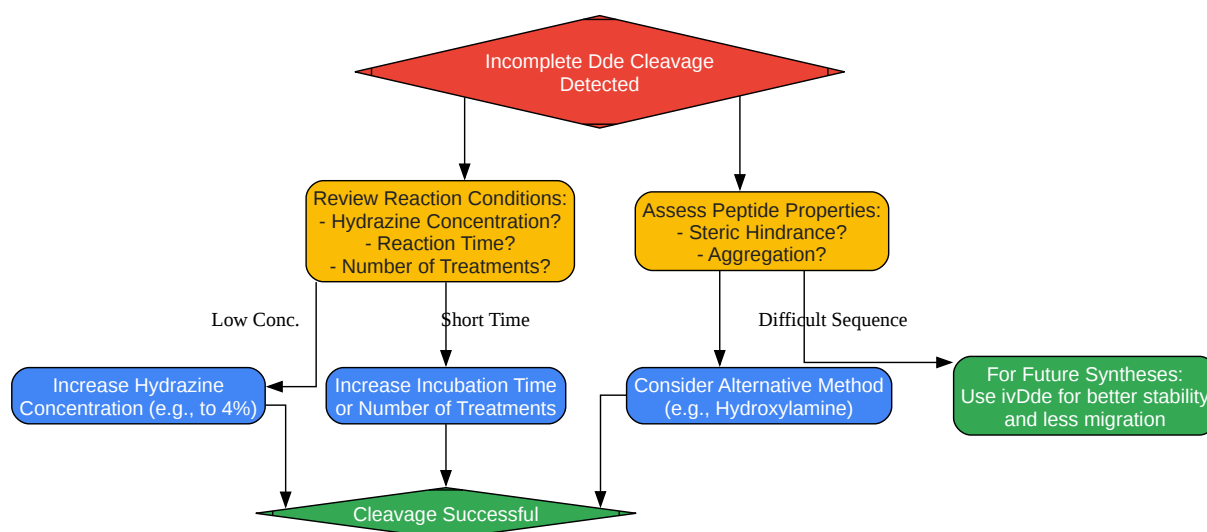 Incomplete Dde Cleavage
Detected
Review Reaction Conditions:
- Hydrazine Concentration?
- Reaction Time?
- Number of Treatments?
Assess Peptide Properties:
- Steric Hindrance?
- Aggregation?
Low Conc.
Short Time
Difficult Sequence
Increase Hydrazine
Concentration (e.g., to 4%)
Increase Incubation Time
or Number of Treatments
Consider Alternative Method
(e.g., Hydroxylamine)
For Future Syntheses:
Use ivDde for better stability
and less migration
Cleavage Successful